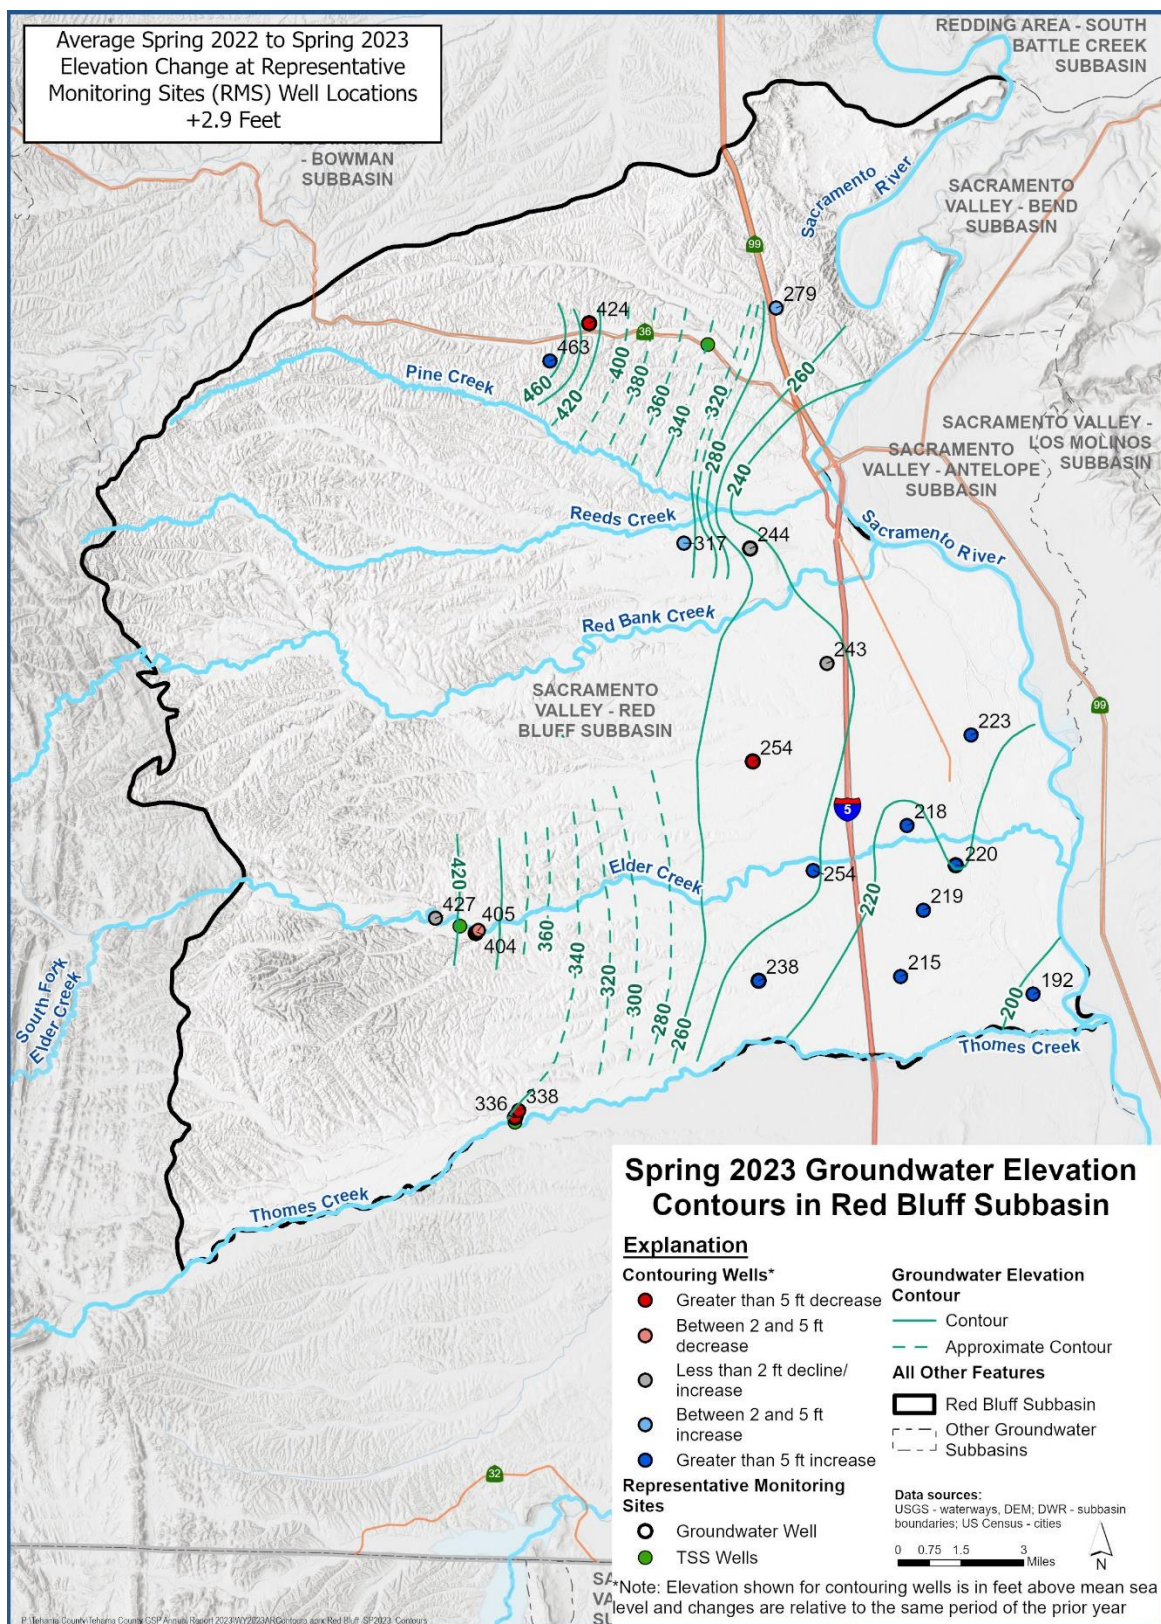 Average Spring 2022 to Spring 2023
Elevation Change at Representative
Monitoring Sites (RMS) Well Locations
+2.9 Feet
REDDING AREA - SOUTH
BATTLE CREEK
SUBBASIN
- BOWMAN
SUBBASIN
Sacramento
River
SACRAMENTO
VALLEY - BEND
SUBBASIN
99
279
424
36
463
460
420
400
380
360
340
320
280
260
240
Pine Creek
SACRAMENTO VALLEY -
LOS MOLINOS
SUBBASIN
SACRAMENTO
VALLEY - ANTELOPE
SUBBASIN
Reeds Creek
317
244
Sacramento River
Red Bank Creek
243
SACRAMENTO
VALLEY - RED
BLUFF SUBBASIN
99
223
254
5
218
220
254
219
220
Elder Creek
420
427
405
404
360
340
320
300
280
260
238
215
200
192
South Fork
Elder Creek
Thomes Creek
336
338
Thomes Creek
32
Spring 2023 Groundwater Elevation
Contours in Red Bluff Subbasin
Explanation
Contouring Wells*
Greater than 5 ft decrease
Between 2 and 5 ft
decrease
Less than 2 ft decline/
increase
Between 2 and 5 ft
increase
Greater than 5 ft increase
Representative Monitoring
Sites
Groundwater Well
TSS Wells
Groundwater Elevation
Contour
Contour
Approximate Contour
All Other Features
Red Bluff Subbasin
Other Groundwater
Subbasins
Data sources:
USGS - waterways, DEM; DWR - subbasin
boundaries; US Census - cities
0 0.75 1.5 3
Miles
N
*Note: Elevation shown for contouring wells is in feet above mean sea
level and changes are relative to the same period of the prior year